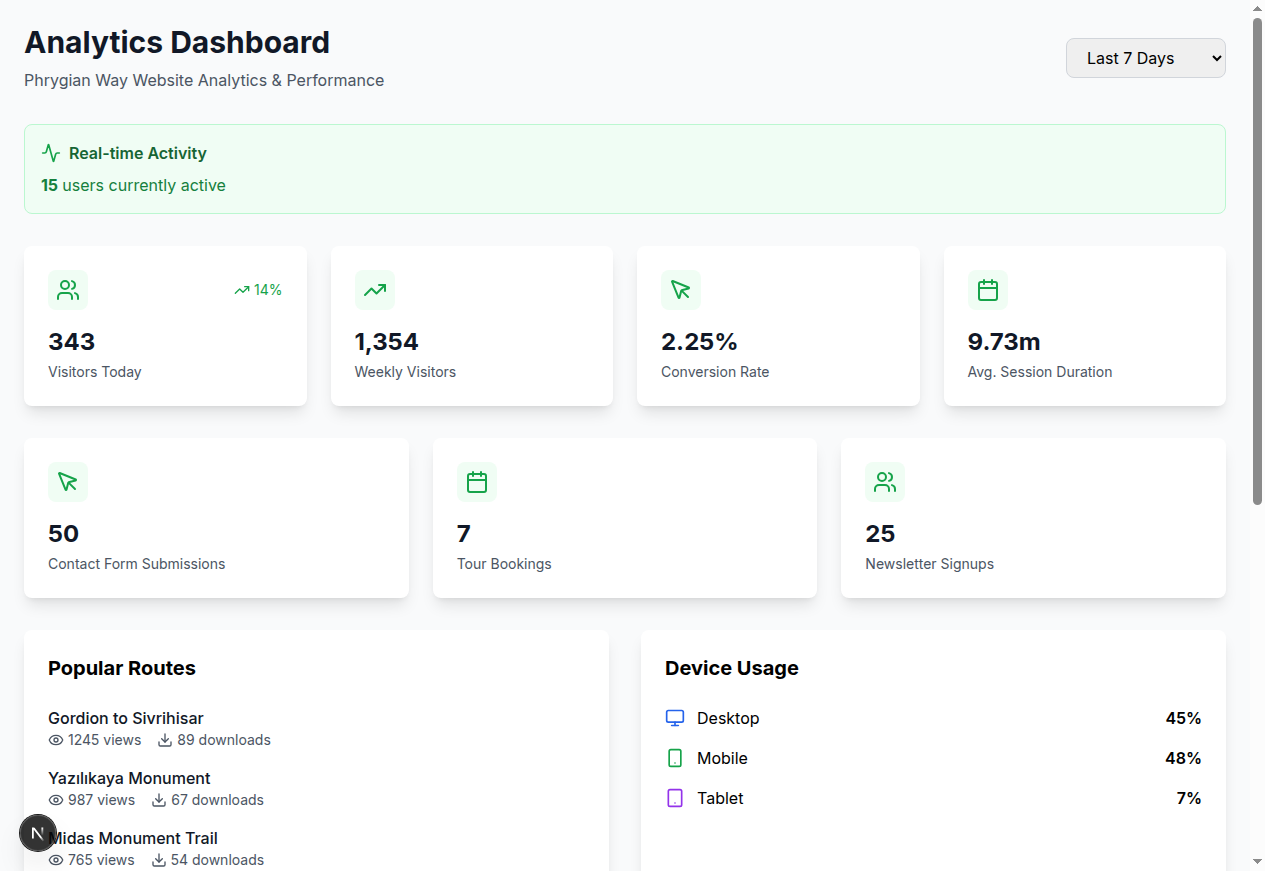 Analytics Dashboard
Phrygian Way Website Analytics & Performance
Last 7 Days
Real-time Activity
15 users currently active
14%
343
Visitors Today
1,354
Weekly Visitors
2.25%
Conversion Rate
9.73m
Avg. Session Duration
50
Contact Form Submissions
7
Tour Bookings
25
Newsletter Signups
Popular Routes
Gordion to Sivrihisar
1245 views 89 downloads
Yazılıkaya Monument
987 views 67 downloads
Midas Monument Trail
765 views 54 downloads
N
Device Usage
Desktop 45%
Mobile 48%
Tablet 7%